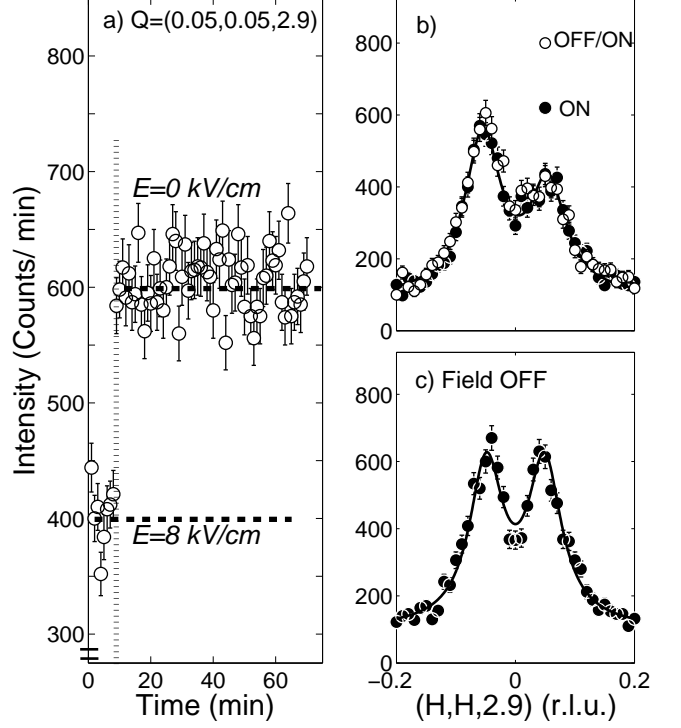 a) Q=(0.05,0.05,2.9)
800
700
600
500
400
300
E=0 kV/cm
E=8 kV/cm
0
20
40
60
Time (min)
Intensity (Counts/ min)
b)
OFF/ON
ON
800
600
400
200
0
c) Field OFF
800
600
400
200
0
−0.2
0
0.2
(H,H,2.9) (r.l.u.)